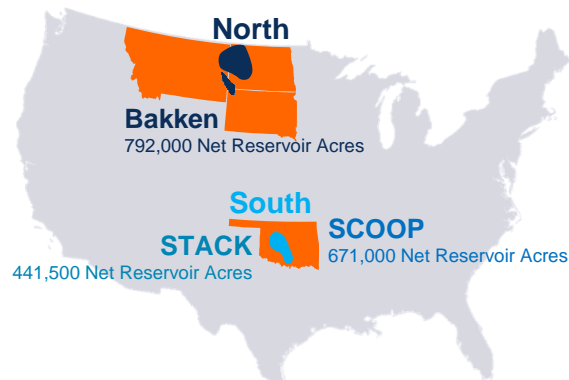 North
Bakken
792,000 Net Reservoir Acres
South
STACK
441,500 Net Reservoir Acres
SCOOP
671,000 Net Reservoir Acres